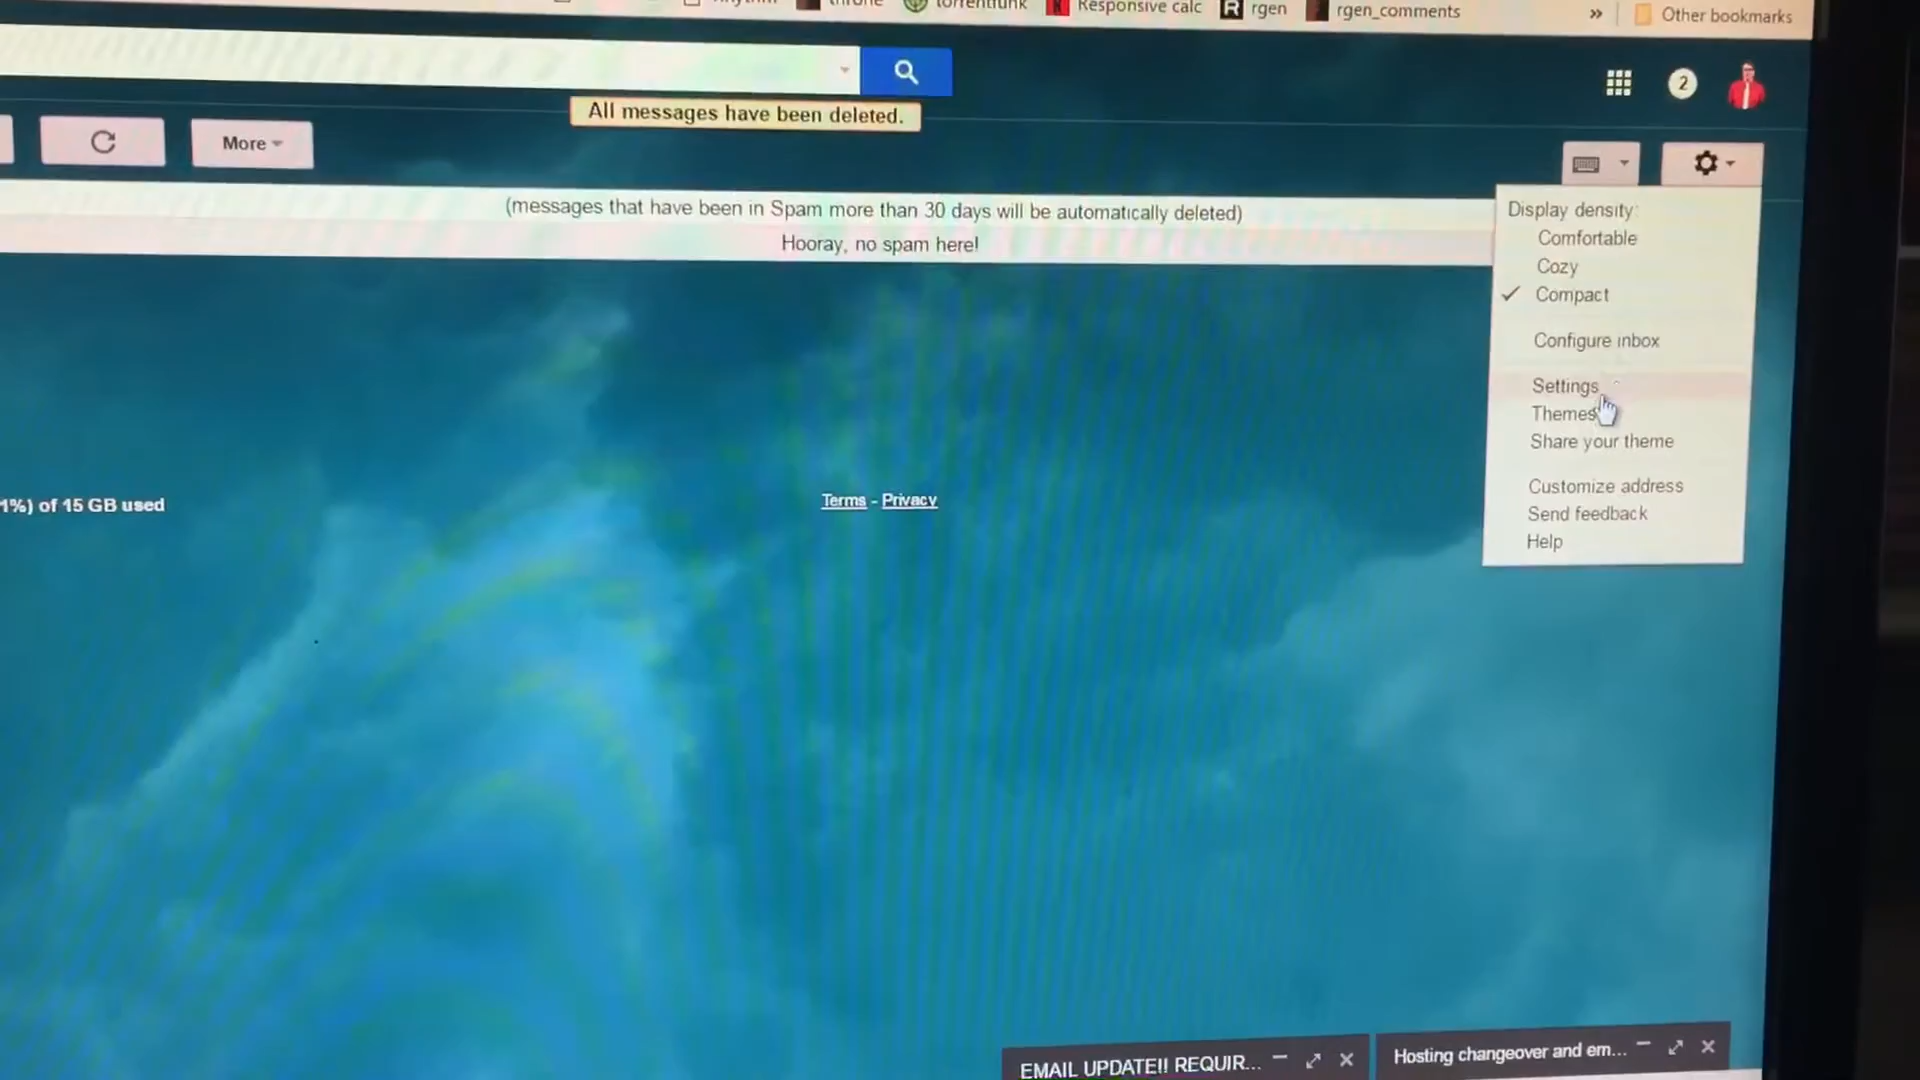 Responsive calc
rgen
rgen_comments
»
Other bookmarks
2
All messages have been deleted.
More
(messages that have been in Spam more than 30 days will be automatically deleted)
Hooray, no spam here!
Display density:
Comfortable
Cozy
✓ Compact
Configure inbox
Settings
Themes
Share your theme
Customize address
Send feedback
Help
1%) of 15 GB used
Terms - Privacy
EMAIL UPDATE!! REQUIR...
Hosting changeover and em...